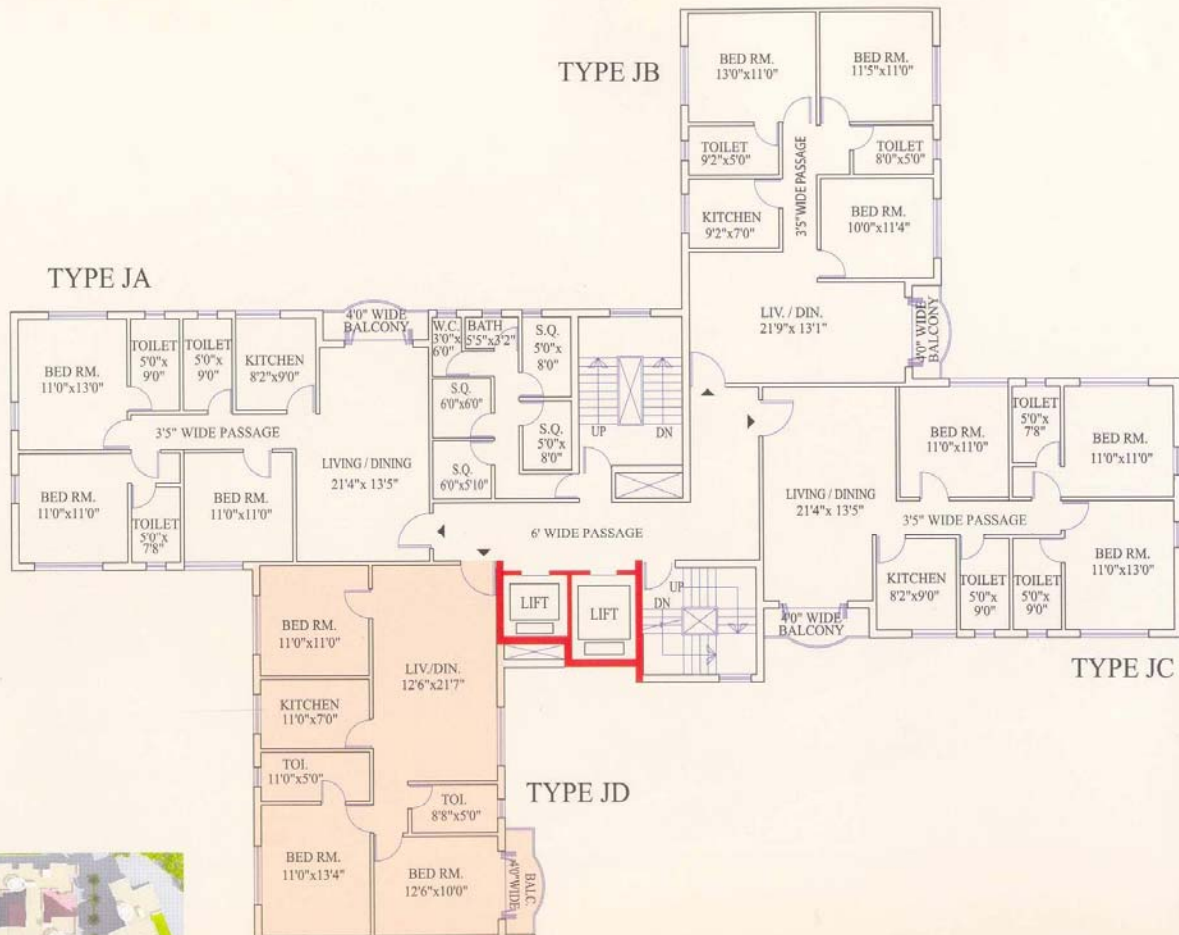 TYPE JB
BED RM.
13'0"x11'0"
BED RM.
11'5"x11'0"
TOILET
9'2"x5'0"
3'5" WIDE PASSAGE
TOILET
8'0"x5'0"
KITCHEN
9'2"x7'0"
BED RM.
10'0"x11'4"
LIV. / DIN.
21'9"x 13'1"
4'0" WIDE
BALCONY
TYPE JA
BED RM.
11'0"x13'0"
TOILET
5'0"x
9'0"
TOILET
5'0"x
9'0"
KITCHEN
8'2"x9'0"
4'0" WIDE
BALCONY
3'5" WIDE PASSAGE
LIVING / DINING
21'4"x 13'5"
BED RM.
11'0"x11'0"
TOILET
5'0"x
7'8"
BED RM.
11'0"x11'0"
W.C.
3'0"x
6'0"
BATH
5'5"x3'2"
S.Q.
5'0"x
8'0"
S.Q.
6'0"x6'0"
S.Q.
5'0"x
8'0"
S.Q.
6'0"x5'10"
UP
DN
6' WIDE PASSAGE
LIFT
LIFT
UP
DN
LIVING / DINING
21'4"x 13'5"
BED RM.
11'0"x11'0"
TOILET
5'0"x
7'8"
BED RM.
11'0"x11'0"
3'5" WIDE PASSAGE
KITCHEN
8'2"x9'0"
TOILET
5'0"x
9'0"
TOILET
5'0"x
9'0"
BED RM.
11'0"x13'0"
4'0" WIDE
BALCONY
TYPE JC
BED RM.
11'0"x11'0"
LIV./DIN.
12'6"x21'7"
KITCHEN
11'0"x7'0"
TOI.
11'0"x5'0"
TOI.
8'8"x5'0"
TYPE JD
BED RM.
11'0"x13'4"
BED RM.
12'6"x10'0"
4'0"WIDE
BALC.